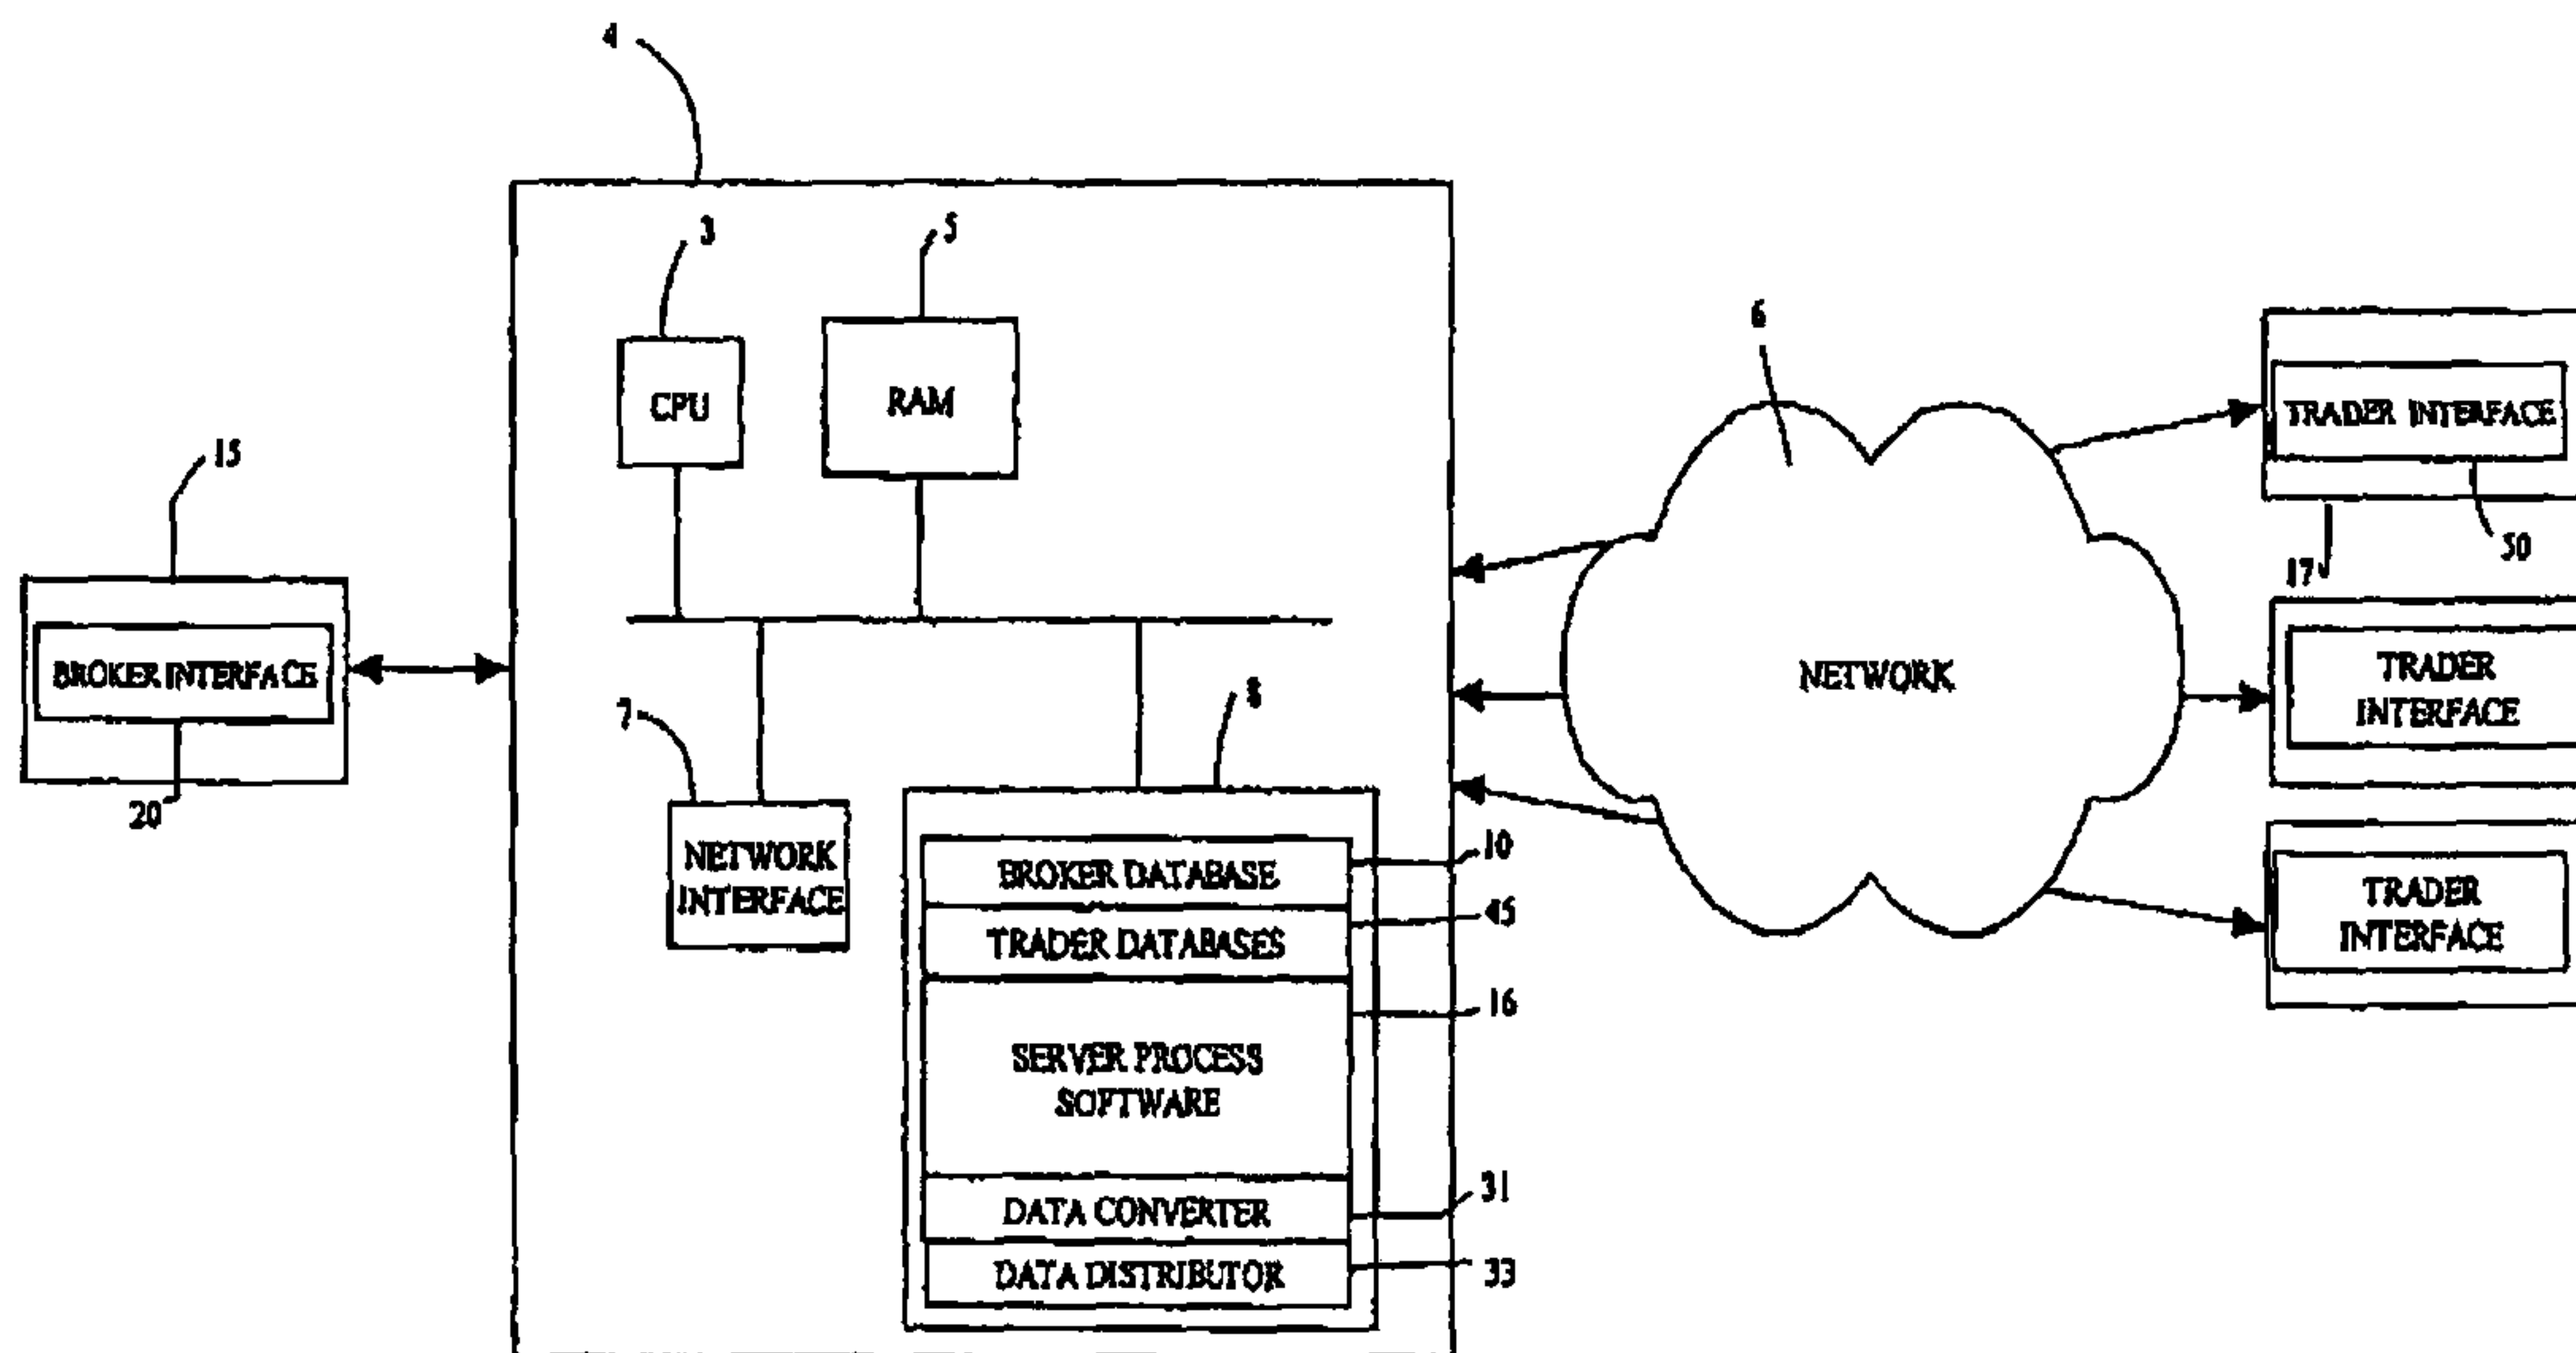 4
3
5
CPU
RAM
15
BROKER INTERFACE
20
7
NETWORK
INTERFACE
8
BROKER DATABASE
10
TRADER DATABASES
45
SERVER PROCESS
SOFTWARE
16
DATA CONVERTER
31
DATA DISTRIBUTOR
33
6
NETWORK
TRADER INTERFACE
50
17
TRADER
INTERFACE
TRADER
INTERFACE